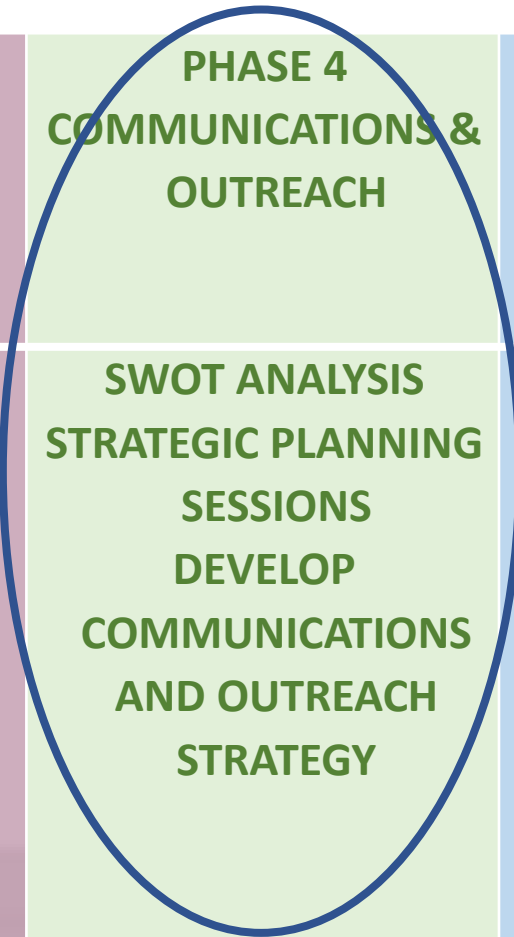 PHASE 4
COMMUNICATIONS &
OUTREACH
SWOT ANALYSIS
STRATEGIC PLANNING
SESSIONS
DEVELOP
COMMUNICATIONS
AND OUTREACH
STRATEGY